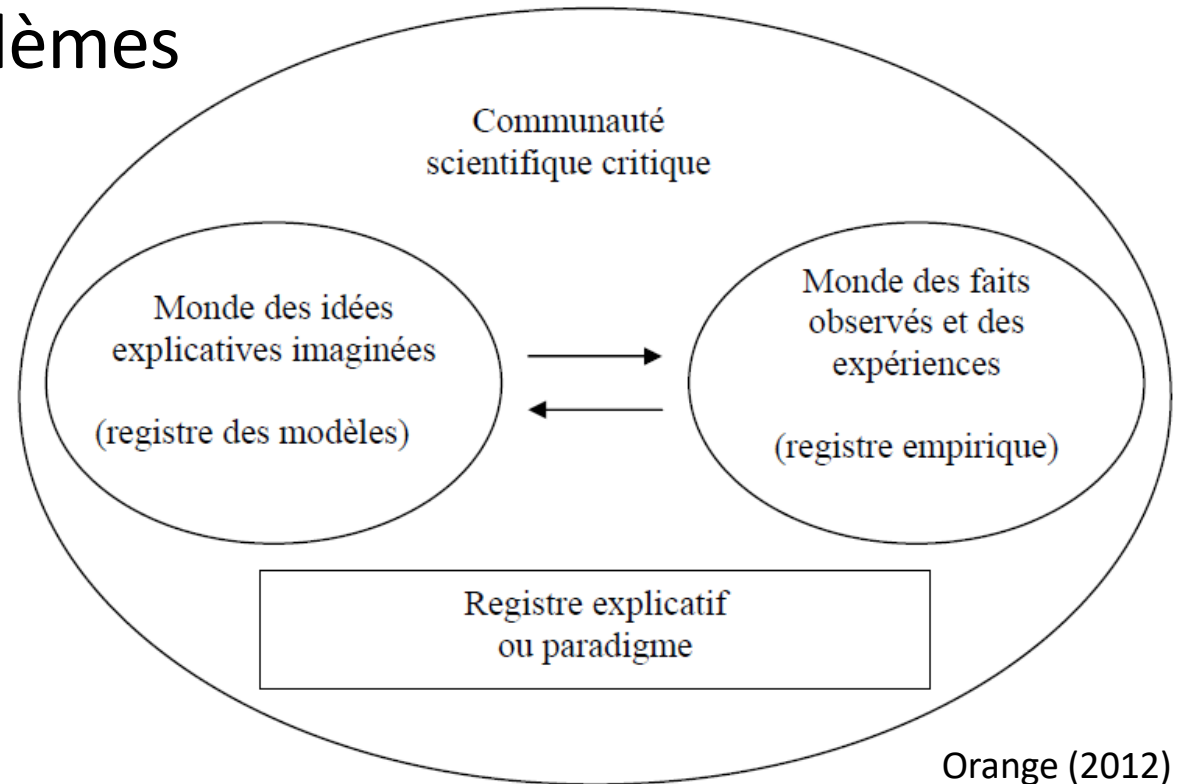 lèmes
Communauté
scientifique critique
Monde des idées
explicatives imaginées
(registre des modèles)
Monde des faits
observés et des
expériences
(registre empirique)
Registre explicatif
ou paradigme
Orange (2012)